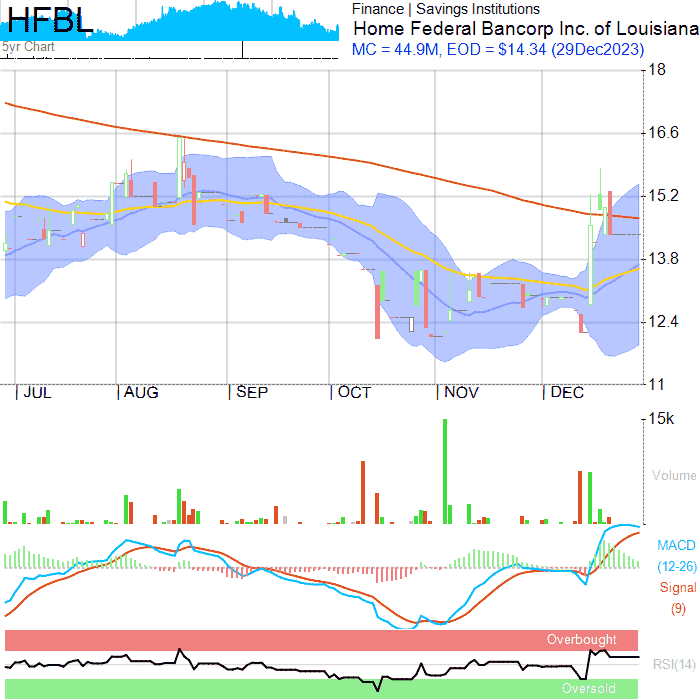 HFBL
5yr Chart
Finance | Savings Institutions
Home Federal Bancorp Inc. of Louisiana
MC = 44.9M, EOD = $14.34 (29Dec2023)
18
16.6
15.2
13.8
12.4
11
JUL AUG SEP OCT NOV DEC
15k
Volume
MACD
(12-26)
Signal
(9)
Overbought
RSI(14)
Oversold